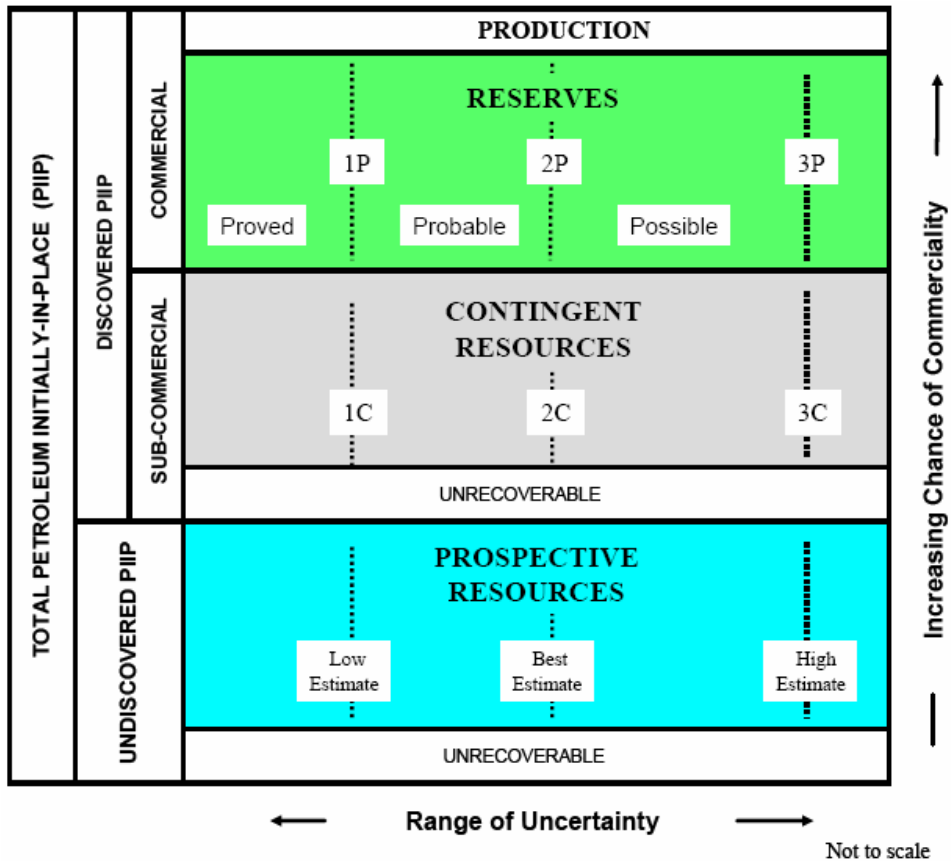 TOTAL PETROLEUM INITIALLY-IN-PLACE (PIIP)
DISCOVERED PIIP
UNDISCOVERED PIIP
COMMERCIAL
SUB-COMMERCIAL
PRODUCTION
RESERVES
1P
2P
3P
Proved
Probable
Possible
CONTINGENT
RESOURCES
1C
2C
3C
UNRECOVERABLE
PROSPECTIVE
RESOURCES
Low
Estimate
Best
Estimate
High
Estimate
UNRECOVERABLE
Increasing Chance of Commerciality
Range of Uncertainty
Not to scale